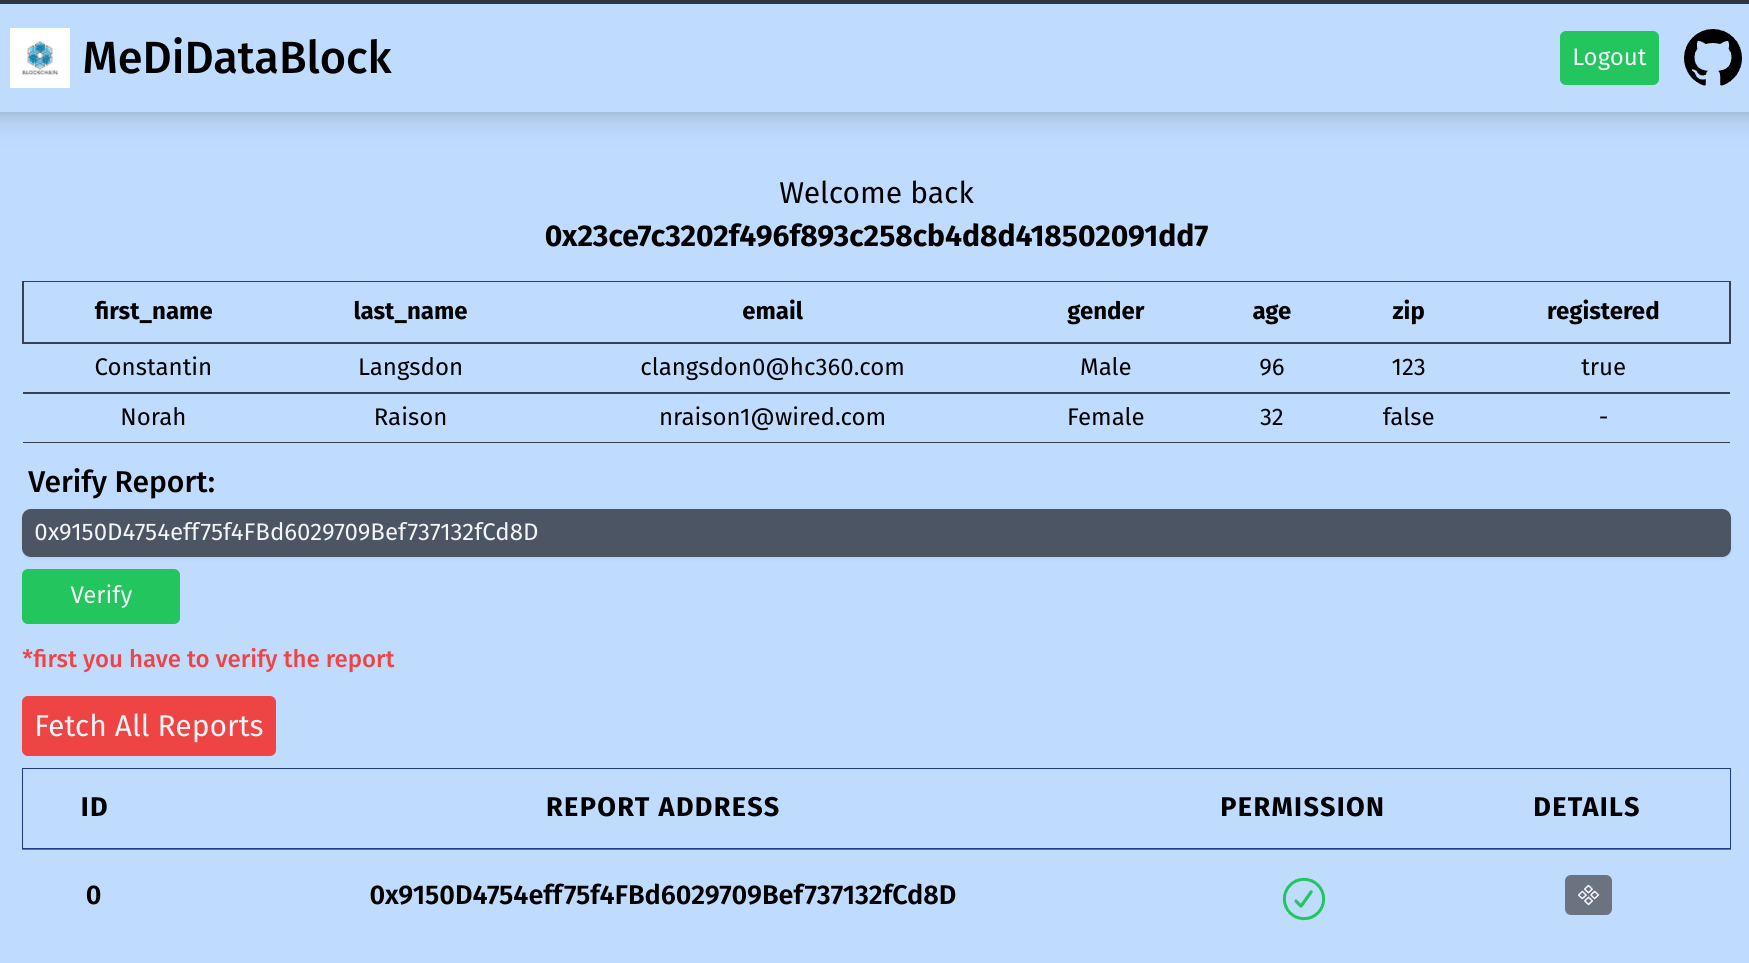 BLOCKCHAIN
MeDiDataBlock
Logout
Welcome back
0x23ce7c3202f496f893c258cb4d8d418502091dd7
first_name last_name email gender age zip registered
Constantin Langsdon clangsdon0@hc360.com Male 96 123 true
Norah Raison nraison1@wired.com Female 32 false -
Verify Report:
0x9150D4754eff75f4FBd6029709Bef737132fCd8D
Verify
*first you have to verify the report
Fetch All Reports
ID REPORT ADDRESS PERMISSION DETAILS
0 0x9150D4754eff75f4FBd6029709Bef737132fCd8D